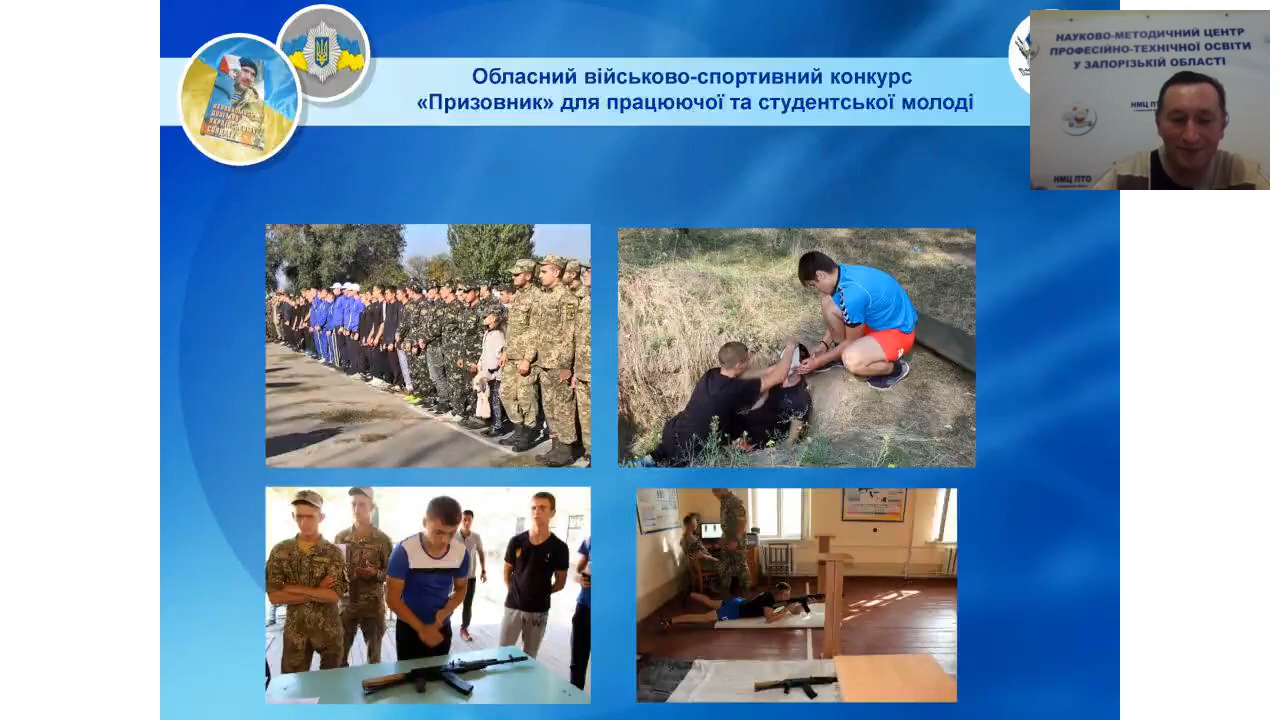 Обласний військово-спортивний конкурс
«Призовник» для працюючої та студентської молоді
НАУКОВО-МЕТОДИЧНИЙ ЦЕНТР
ПРОФЕСІЙНО-ТЕХНІЧНОЇ ОСВІТИ
У ЗАПОРІЗЬКІЙ ОБЛАСТІ
НМЦ ПТО
НМЦ ПТО